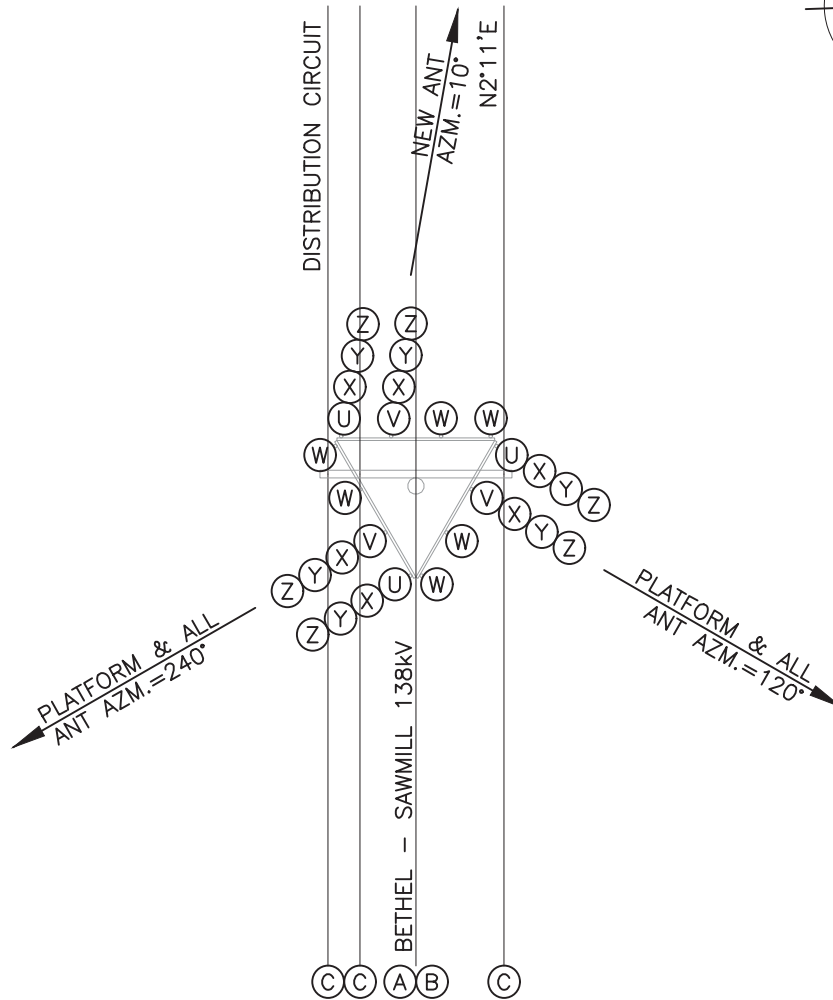 DISTRIBUTION CIRCUIT
NEW ANT
AZM.=10°
N2°11'E
Z Z
Y Y
X X
U V W W
W U X Y Z
W V X Y Z
Z Y X V W
Z Y X U W
PLATFORM & ALL
ANT AZM.=240°
PLATFORM & ALL
ANT AZM.=120°
BETHEL - SAWMILL 138kV
C C A B C